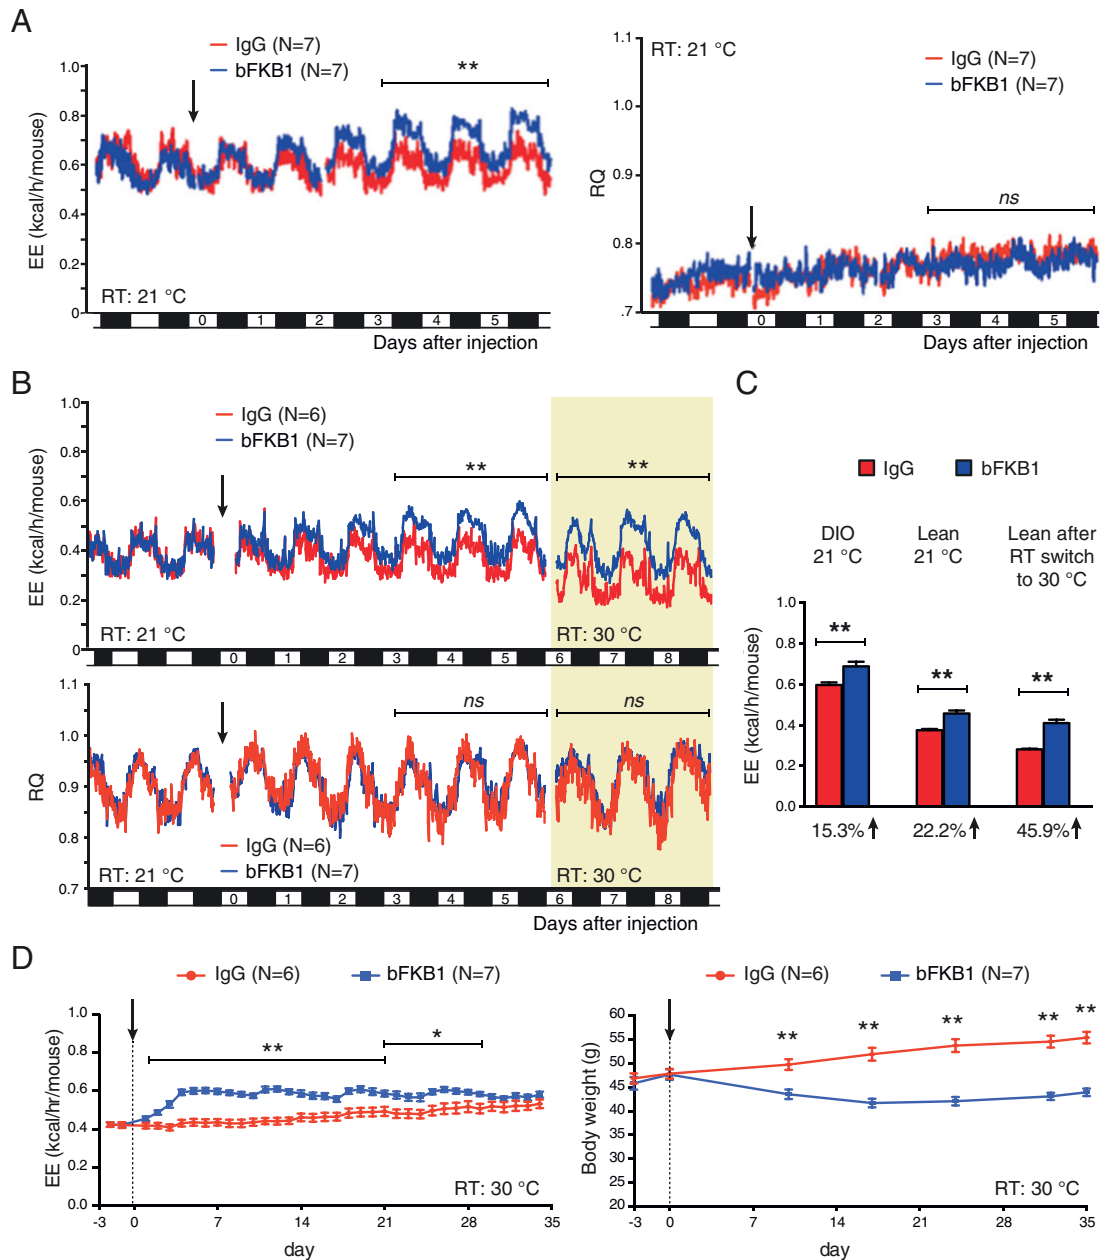 A
IgG (N=7)
bFKB1 (N=7)
**
1.0
0.8
0.6
0.4
0.2
0
EE (kcal/h/mouse)
RT: 21 °C
0 1 2 3 4 5
Days after injection
RT: 21 °C
IgG (N=7)
bFKB1 (N=7)
1.1
1.0
0.9
0.8
.7
RQ
ns
0 1 2 3 4 5
Days after injection
B
IgG (N=6)
bFKB1 (N=7)
** **
1.0
0.8
0.6
0.4
0.2
0
EE (kcal/h/mouse)
RT: 21 °C RT: 30 °C
0 1 2 3 4 5 6 7 8
1.1
1.0
0.9
0.8
0.7
RQ
ns ns
IgG (N=6)
bFKB1 (N=7)
RT: 21 °C RT: 30 °C
0 1 2 3 4 5 6 7 8
Days after injection
C
IgG bFKB1
DIO
21 °C
Lean
21 °C
Lean after
RT switch
to 30 °C
1.0
0.8
0.6
0.4
0.2
0.0
EE (kcal/h/mouse)
** ** **
15.3% 22.2% 45.9%
D
IgG (N=6) bFKB1 (N=7)
1.0
0.8
0.6
0.4
0.2
0.0
EE (kcal/hr/mouse)
** *
RT: 30 °C
-3 0 7 14 21 28 35
day
IgG (N=6) bFKB1 (N=7)
60
55
50
45
40
35
30
25
20
Body weight (g)
** ** ** ** **
RT: 30 °C
-3 0 7 14 21 28 35
day